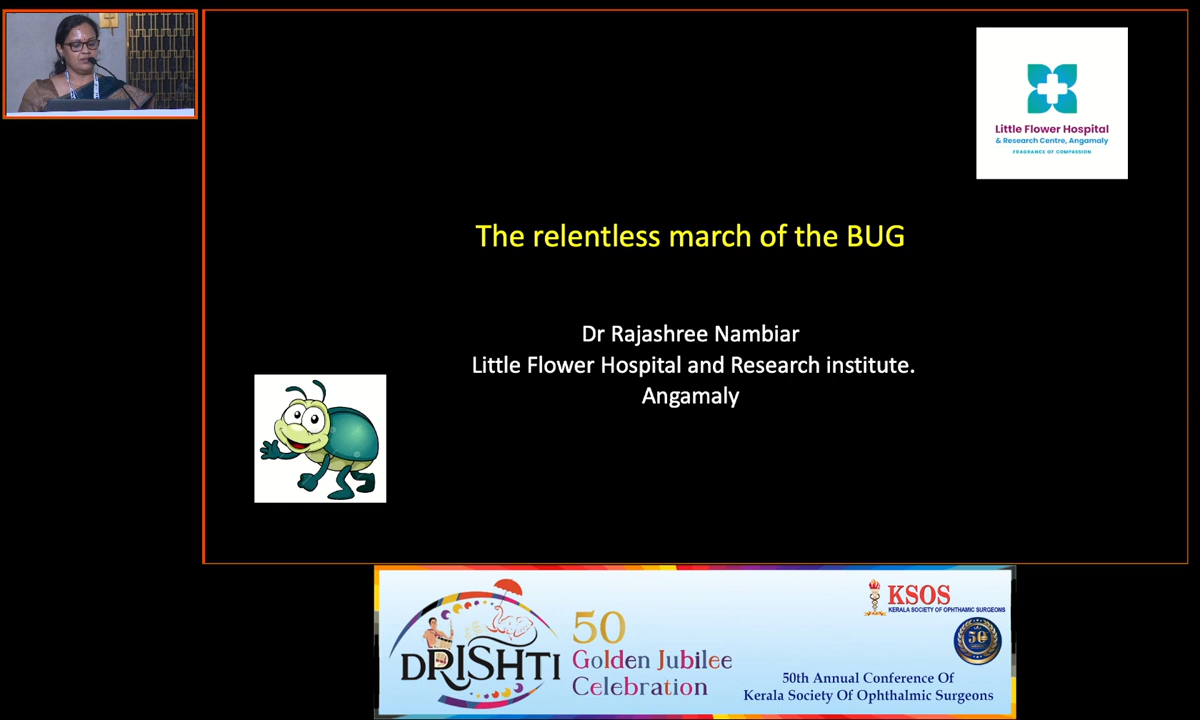 Little Flower Hospital
& Research Centre, Angamaly
FRAGRANCE OF COMPASSION
The relentless march of the BUG
Dr Rajashree Nambiar
Little Flower Hospital and Research institute.
Angamaly
DRISHTI
50
Golden Jubilee
Celebration
KSOS
KERALA SOCIETY OF OPHTHAMIC SURGEONS
50
50th Annual Conference Of
Kerala Society Of Ophthalmic Surgeons